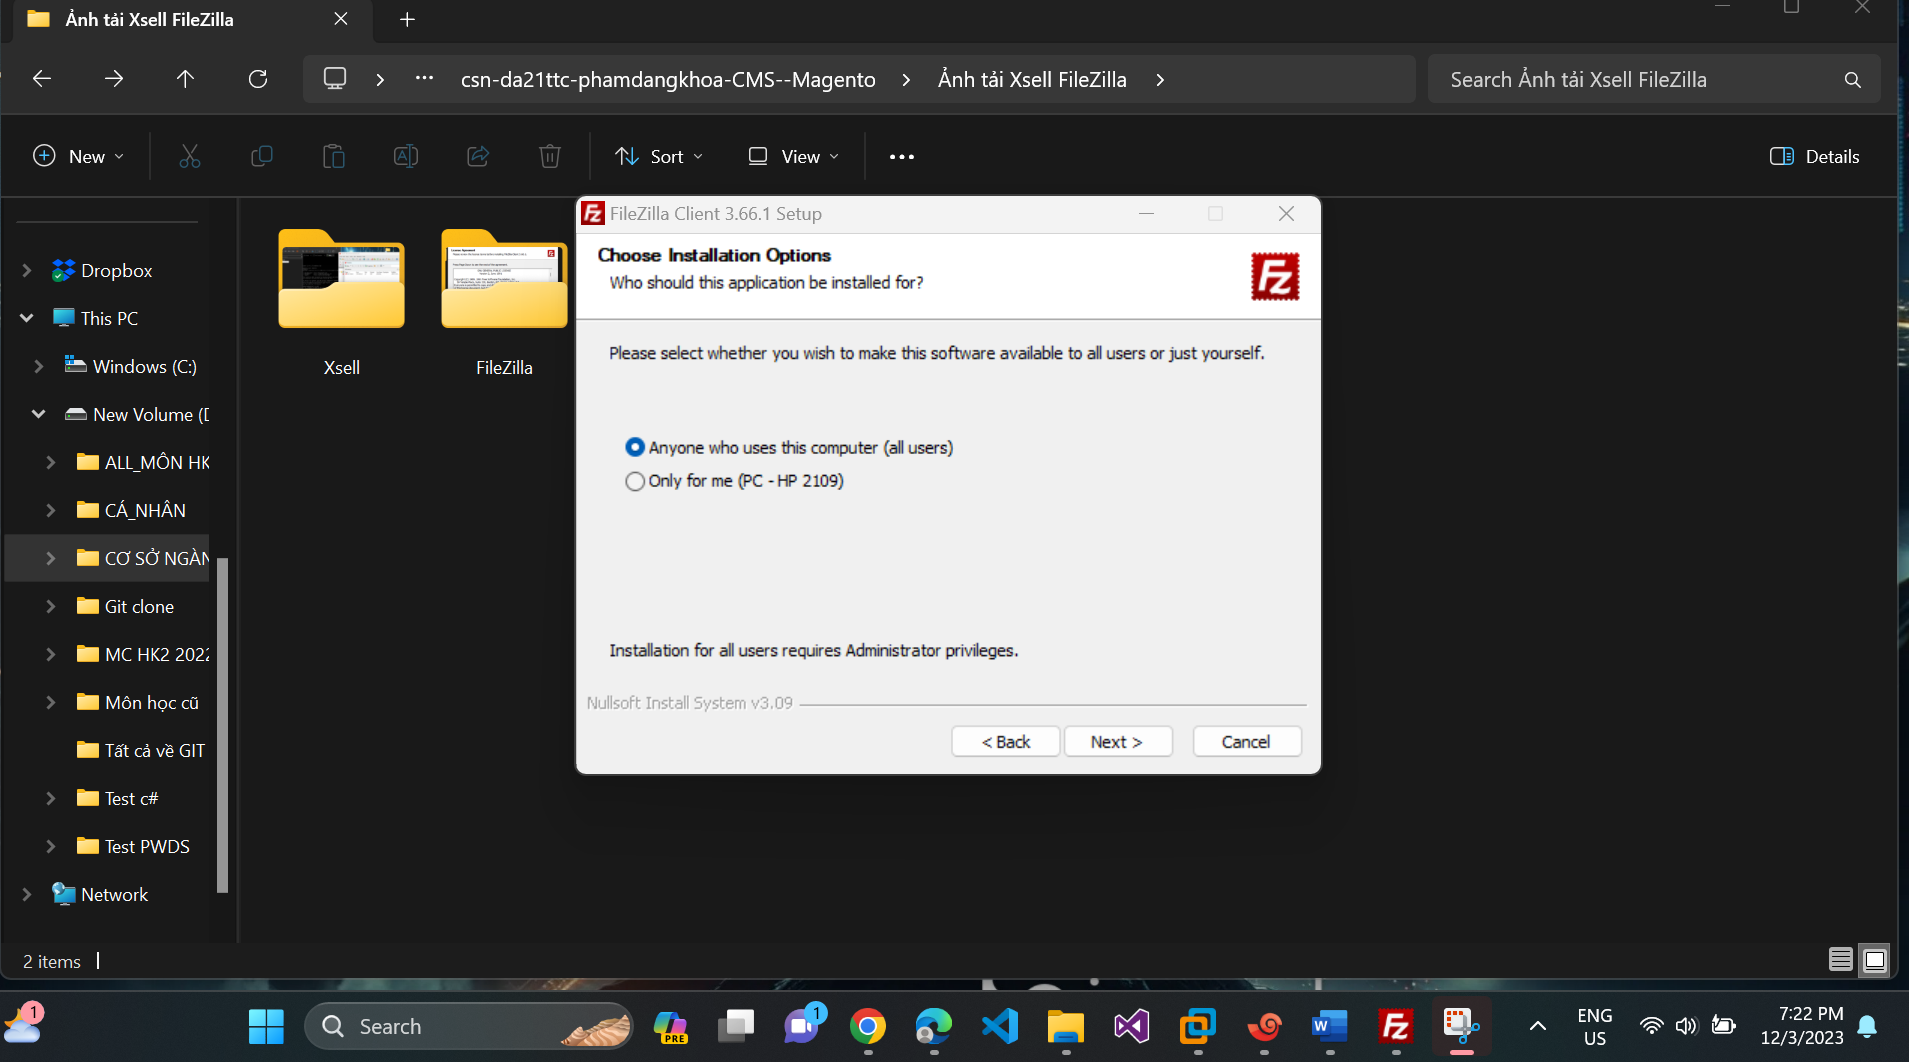 Ảnh tải Xsell FileZilla
csn-da21ttc-phamdangkhoa-CMS--Magento
Ảnh tải Xsell FileZilla
Search Ảnh tải Xsell FileZilla
New
Sort
View
Details
Dropbox
This PC
Windows (C:)
New Volume (D
ALL_MÔN HK
CÁ_NHÂN
CƠ SỞ NGÀN
Git clone
MC HK2 2022
Môn học cũ
Tất cả về GIT
Test c#
Test PWDS
Network
Xsell
FileZilla
FileZilla Client 3.66.1 Setup
Choose Installation Options
Who should this application be installed for?
Please select whether you wish to make this software available to all users or just yourself.
Anyone who uses this computer (all users)
Only for me (PC - HP 2109)
Installation for all users requires Administrator privileges.
Nullsoft Install System v3.09
< Back
Next >
Cancel
2 items
1
Search
PRE
1
ENG
US
7:22 PM
12/3/2023